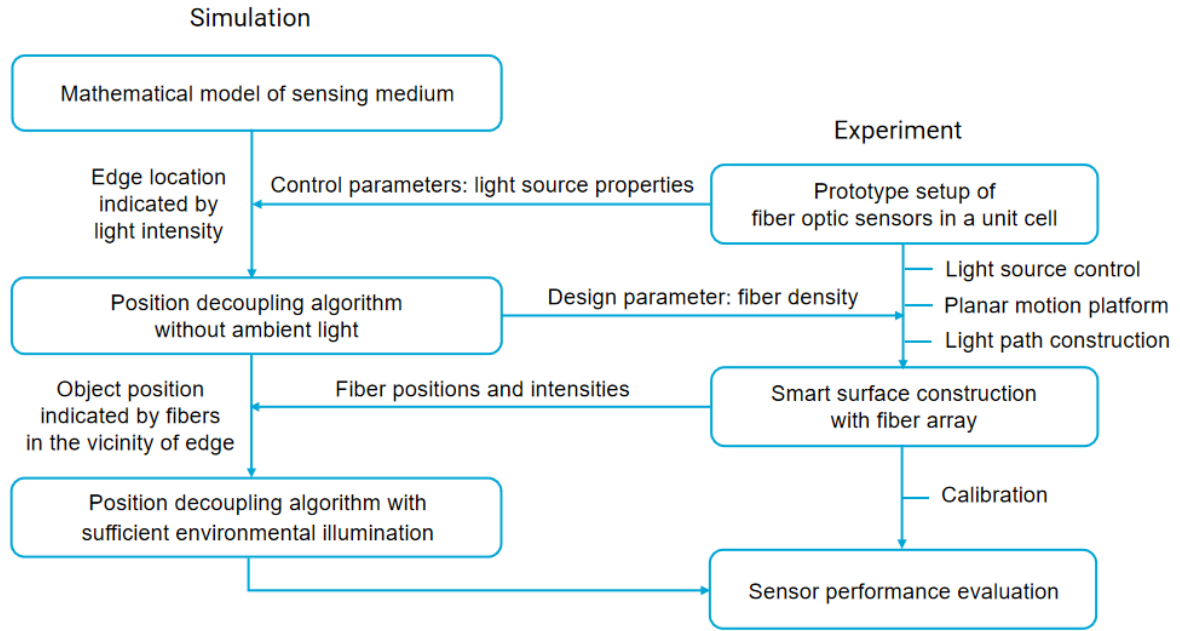 Simulation
Mathematical model of sensing medium
Experiment
Edge location
indicated by
light intensity
Control parameters: light source properties
Prototype setup of
fiber optic sensors in a unit cell
Light source control
Planar motion platform
Light path construction
Position decoupling algorithm
without ambient light
Design parameter: fiber density
Object position
indicated by fibers
in the vicinity of edge
Fiber positions and intensities
Smart surface construction
with fiber array
Calibration
Position decoupling algorithm with
sufficient environmental illumination
Sensor performance evaluation